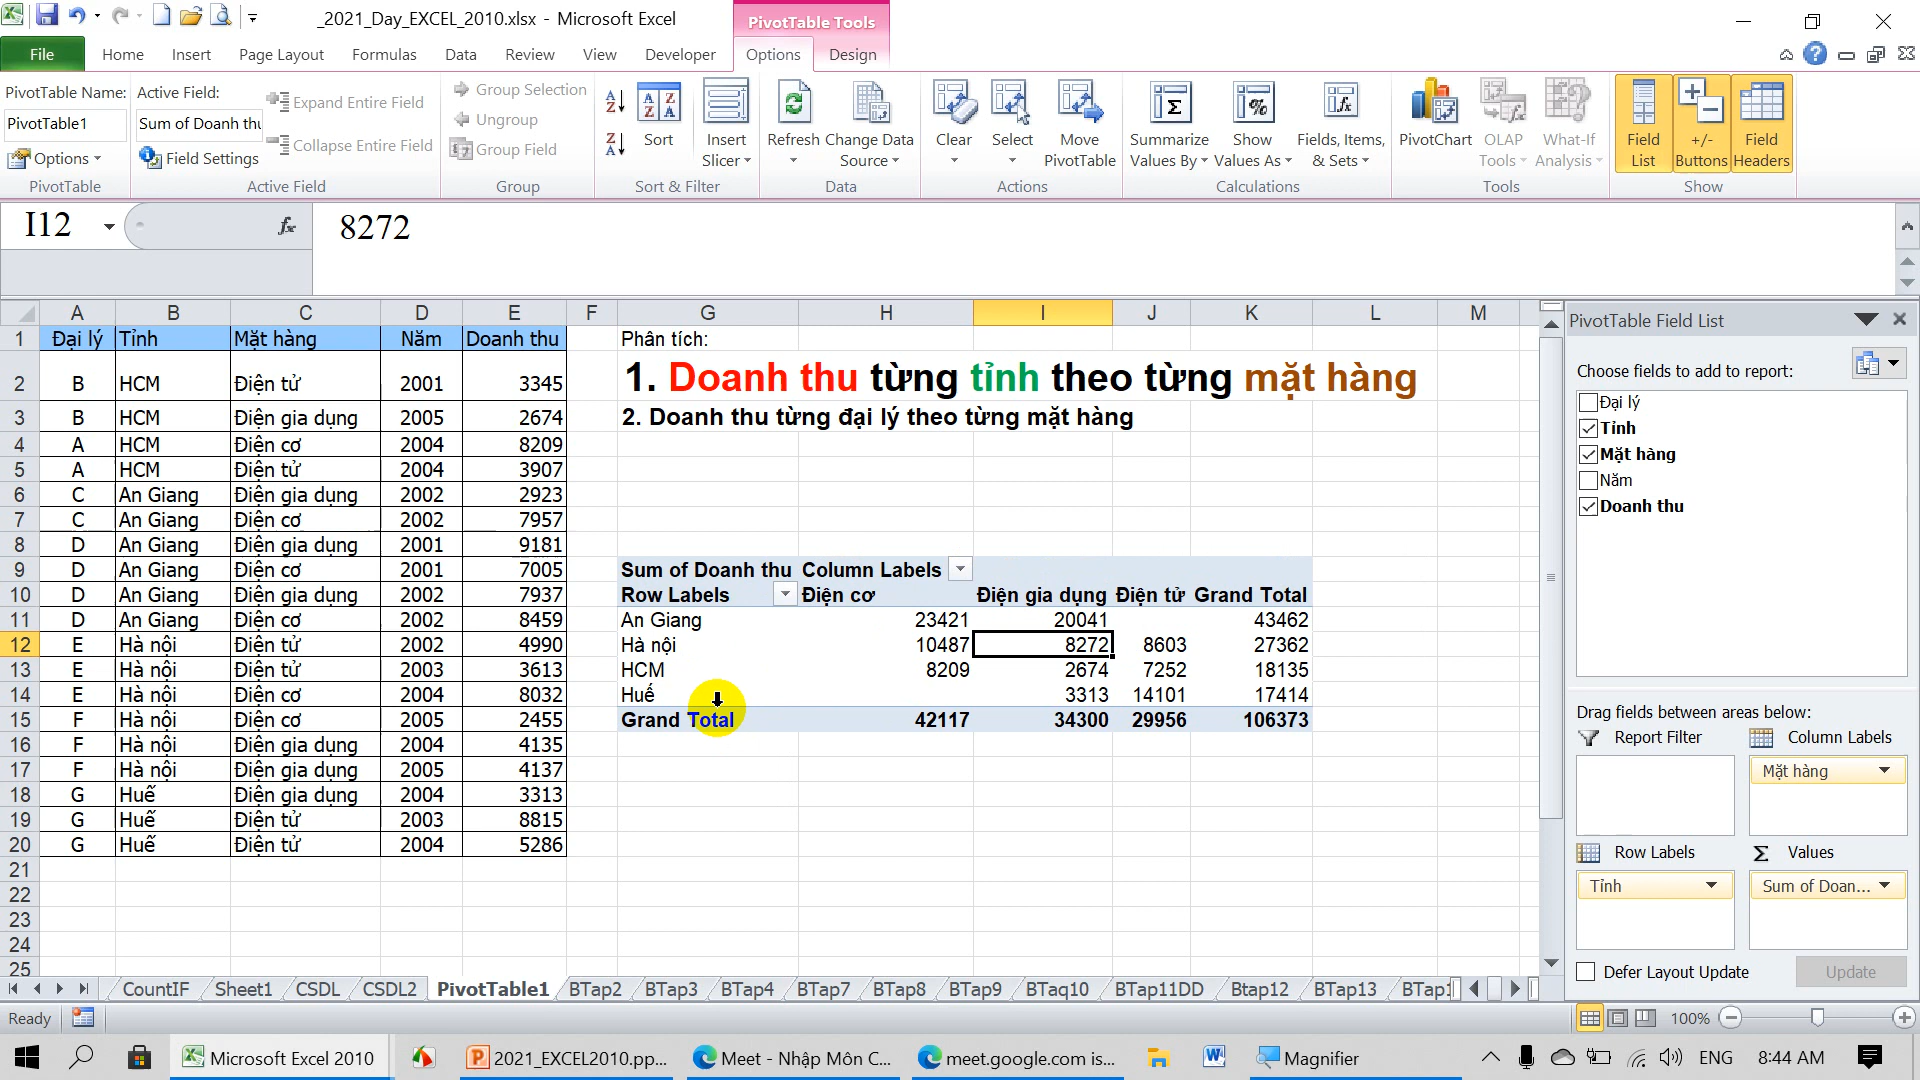 _2021_Day_EXCEL_2010.xlsx - Microsoft Excel
PivotTable Tools
File Home Insert Page Layout Formulas Data Review View Developer Options Design
PivotTable Name: Active Field:
PivotTable1 Sum of Doanh thu
Options Field Settings
Expand Entire Field
Collapse Entire Field
Group Selection
Ungroup
Group Field
Sort
Insert Slicer
Refresh
Change Data Source
Clear
Select
Move PivotTable
Summarize Values By
Show Values As
Fields, Items, & Sets
PivotChart
OLAP Tools
What-If Analysis
Field List
+/- Buttons
Field Headers
PivotTable Active Field Group Sort & Filter Data Actions Calculations Tools Show
I12 fx 8272
A B C D E F G H I J K L M
1 Đại lý Tỉnh Mặt hàng Năm Doanh thu Phân tích:
2 B HCM Điện tử 2001 3345 1. Doanh thu từng tỉnh theo từng mặt hàng
3 B HCM Điện gia dụng 2005 2674 2. Doanh thu từng đại lý theo từng mặt hàng
4 A HCM Điện cơ 2004 8209
5 A HCM Điện tử 2004 3907
6 C An Giang Điện gia dụng 2002 2923
7 C An Giang Điện cơ 2002 7957
8 D An Giang Điện gia dụng 2001 9181
9 D An Giang Điện cơ 2001 7005 Sum of Doanh thu Column Labels
10 D An Giang Điện gia dụng 2002 7937 Row Labels Điện cơ Điện gia dụng Điện tử Grand Total
11 D An Giang Điện cơ 2002 8459 An Giang 23421 20041 43462
12 E Hà nội Điện tử 2002 4990 Hà nội 10487 8272 8603 27362
13 E Hà nội Điện tử 2003 3613 HCM 8209 2674 7252 18135
14 E Hà nội Điện cơ 2004 8032 Huế 3313 14101 17414
15 F Hà nội Điện cơ 2005 2455 Grand Total 42117 34300 29956 106373
16 F Hà nội Điện gia dụng 2004 4135
17 F Hà nội Điện gia dụng 2005 4137
18 G Huế Điện gia dụng 2004 3313
19 G Huế Điện tử 2003 8815
20 G Huế Điện tử 2004 5286
21
22
23
24
25
PivotTable Field List
Choose fields to add to report:
Đại lý
Tỉnh
Mặt hàng
Năm
Doanh thu
Drag fields between areas below:
Report Filter Column Labels
Mặt hàng
Row Labels Σ Values
Tỉnh Sum of Doan...
Defer Layout Update Update
CountIF Sheet1 CSDL CSDL2 PivotTable1 BTap2 BTap3 BTap4 BTap7 BTap8 BTap9 BTaq10 BTap11DD Btap12 BTap13
Ready 100%
Microsoft Excel 2010 2021_EXCEL2010.pp... Meet - Nhập Môn C... meet.google.com is... Magnifier ENG 8:44 AM